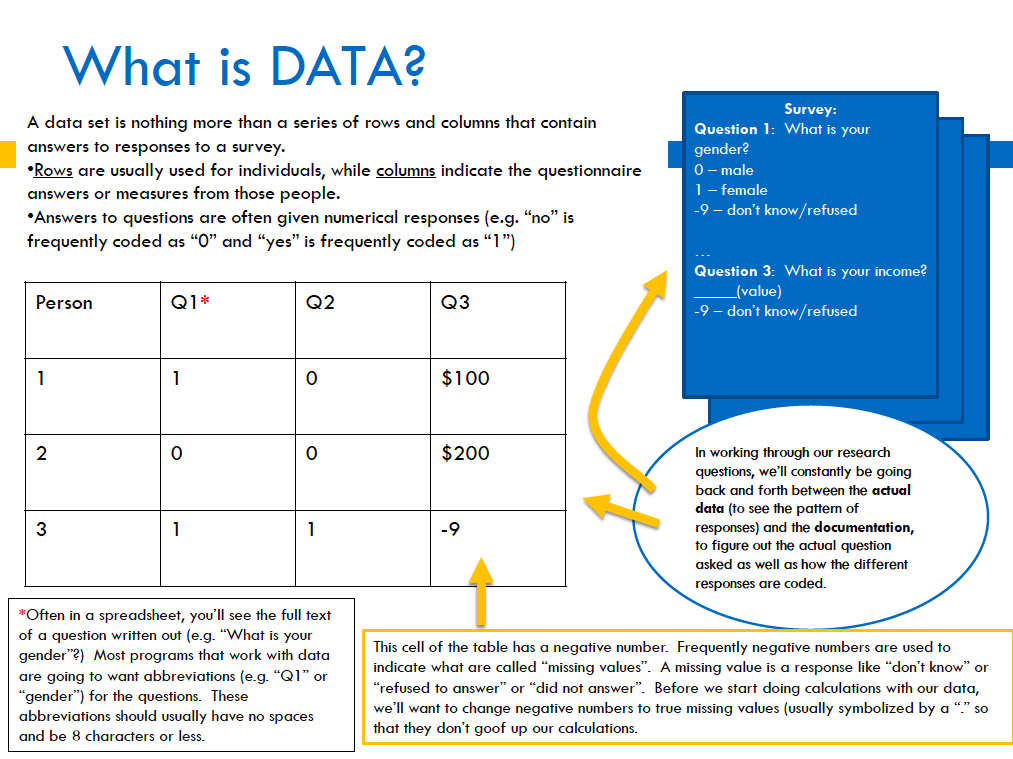 What is DATA?
A data set is nothing more than a series of rows and columns that contain
answers to responses to a survey.
•Rows are usually used for individuals, while columns indicate the questionnaire
answers or measures from those people.
•Answers to questions are often given numerical responses (e.g. “no” is
frequently coded as “0” and “yes” is frequently coded as “1”)
Person Q1* Q2 Q3
1 1 0 $100
2 0 0 $200
3 1 1 -9
Survey:
Question 1: What is your
gender?
0 – male
1 – female
-9 – don’t know/refused
…
Question 3: What is your income?
_____(value)
-9 – don’t know/refused
In working through our research
questions, we’ll constantly be going
back and forth between the actual
data (to see the pattern of
responses) and the documentation,
to figure out the actual question
asked as well as how the different
responses are coded.
*Often in a spreadsheet, you’ll see the full text
of a question written out (e.g. “What is your
gender”?) Most programs that work with data
are going to want abbreviations (e.g. “Q1” or
“gender”) for the questions. These
abbreviations should usually have no spaces
and be 8 characters or less.
This cell of the table has a negative number. Frequently negative numbers are used to
indicate what are called “missing values”. A missing value is a response like “don’t know” or
“refused to answer” or “did not answer”. Before we start doing calculations with our data,
we’ll want to change negative numbers to true missing values (usually symbolized by a “.” so
that they don’t goof up our calculations.